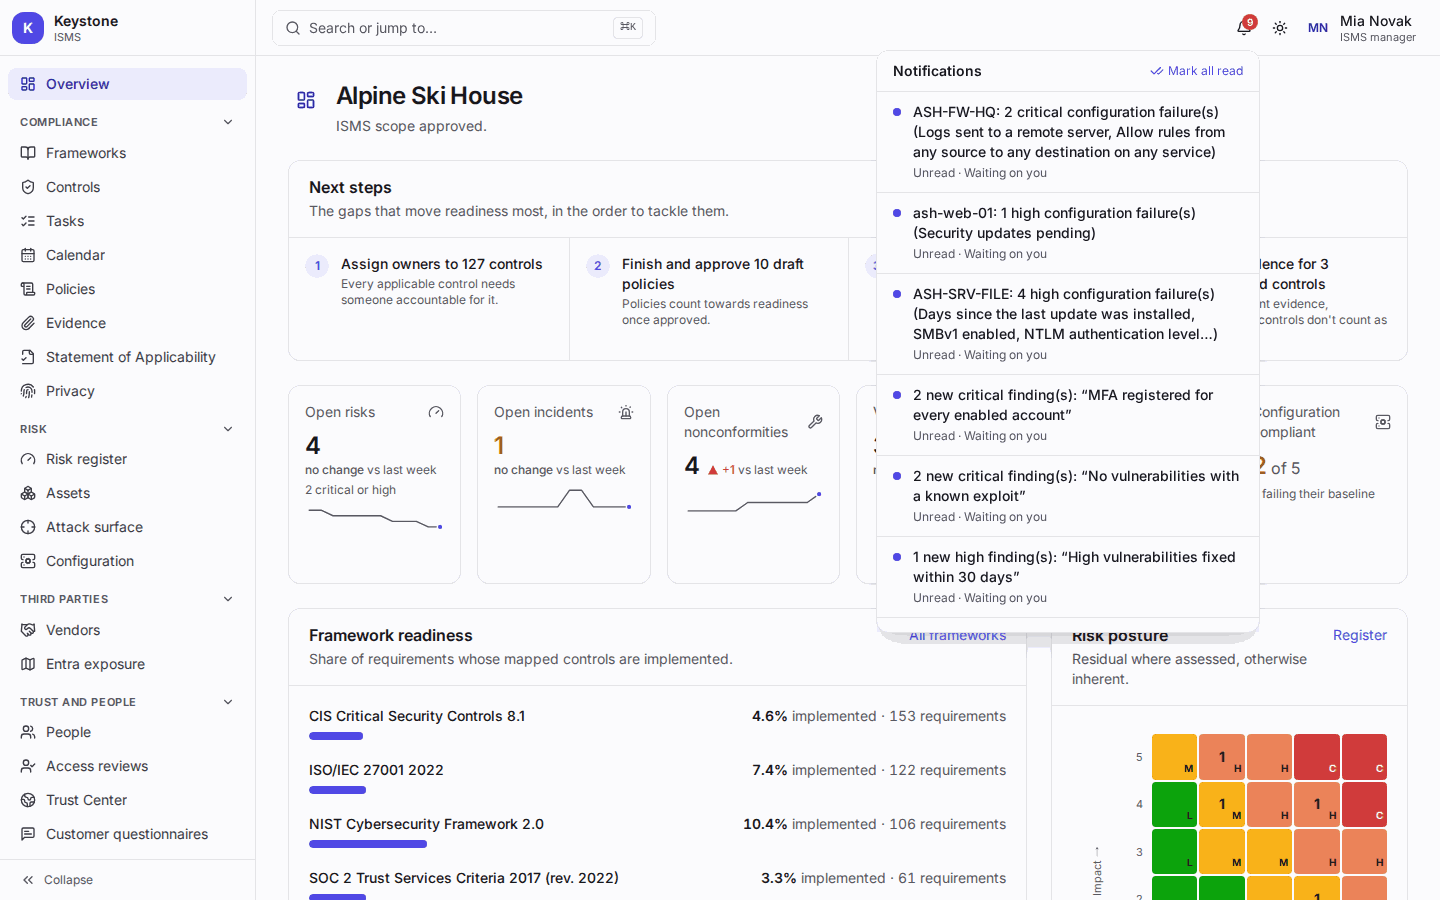 K
Keystone
ISMS
Search or jump to...
⌘K
9
MN
Mia Novak
ISMS manager
Overview
COMPLIANCE
Frameworks
Controls
Tasks
Calendar
Policies
Evidence
Statement of Applicability
Privacy
RISK
Risk register
Assets
Attack surface
Configuration
THIRD PARTIES
Vendors
Entra exposure
TRUST AND PEOPLE
People
Access reviews
Trust Center
Customer questionnaires
Collapse
Alpine Ski House
ISMS scope approved.
Notifications
Mark all read
ASH-FW-HQ: 2 critical configuration failure(s)
(Logs sent to a remote server, Allow rules from
any source to any destination on any service)
Unread · Waiting on you
ash-web-01: 1 high configuration failure(s)
(Security updates pending)
Unread · Waiting on you
ASH-SRV-FILE: 4 high configuration failure(s)
(Days since the last update was installed,
SMBv1 enabled, NTLM authentication level…)
Unread · Waiting on you
2 new critical finding(s): “MFA registered for
every enabled account”
Unread · Waiting on you
2 new critical finding(s): “No vulnerabilities with
a known exploit”
Unread · Waiting on you
1 new high finding(s): “High vulnerabilities fixed
within 30 days”
Unread · Waiting on you
Next steps
The gaps that move readiness most, in the order to tackle them.
1
Assign owners to 127 controls
Every applicable control needs
someone accountable for it.
2
Finish and approve 10 draft
policies
Policies count towards readiness
once approved.
for 3
controls
evidence,
controls don't count as
Open risks
4
no change vs last week
2 critical or high
Open incidents
1
no change vs last week
Open
nonconformities
4 ▲ +1 vs last week
Configuration
compliant
2 of 5
failing their baseline
Framework readiness
All frameworks
Share of requirements whose mapped controls are implemented.
CIS Critical Security Controls 8.1
4.6% implemented · 153 requirements
ISO/IEC 27001 2022
7.4% implemented · 122 requirements
NIST Cybersecurity Framework 2.0
10.4% implemented · 106 requirements
SOC 2 Trust Services Criteria 2017 (rev. 2022)
3.3% implemented · 61 requirements
Risk posture
Register
Residual where assessed, otherwise
inherent.
Impact →
5
M
1 H
H
C
C
4
L
1 M
H
1 H
C
3
L
M
M
H
H
2
1